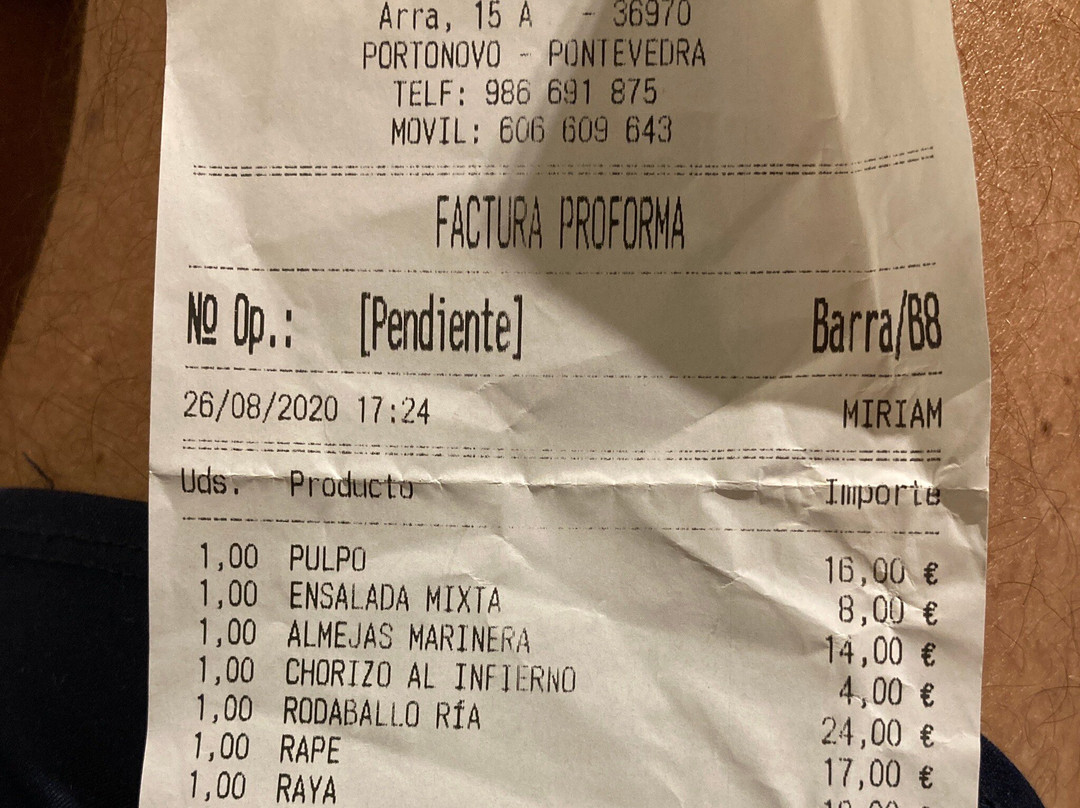 Arra, 15 A - 36970
PORTONOVO - PONTEVEDRA
TELF: 986 691 875
MOVIL: 606 609 643
FACTURA PROFORMA
Nº Op.: [Pendiente] Barra/B8
26/08/2020 17:24 MIRIAM
Uds. Producto Importe
1,00 PULPO 16,00 €
1,00 ENSALADA MIXTA 8,00 €
1,00 ALMEJAS MARINERA 14,00 €
1,00 CHORIZO AL INFIERNO 4,00 €
1,00 RODABALLO RÍA 24,00 €
1,00 RAPE 17,00 €
1,00 RAYA